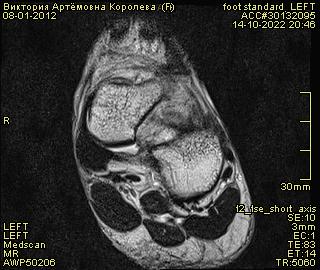 Виктория Артёмовна Королева (F)
08-01-2012
foot standard LEFT
ACC#30132095
14-10-2022 20:46
R
30mm
LEFT
LEFT
Medscan
MR
AWP50206
t2_tse_short_axis
SE:10
3mm
EC:1
TE:83
ET:14
TR:5060